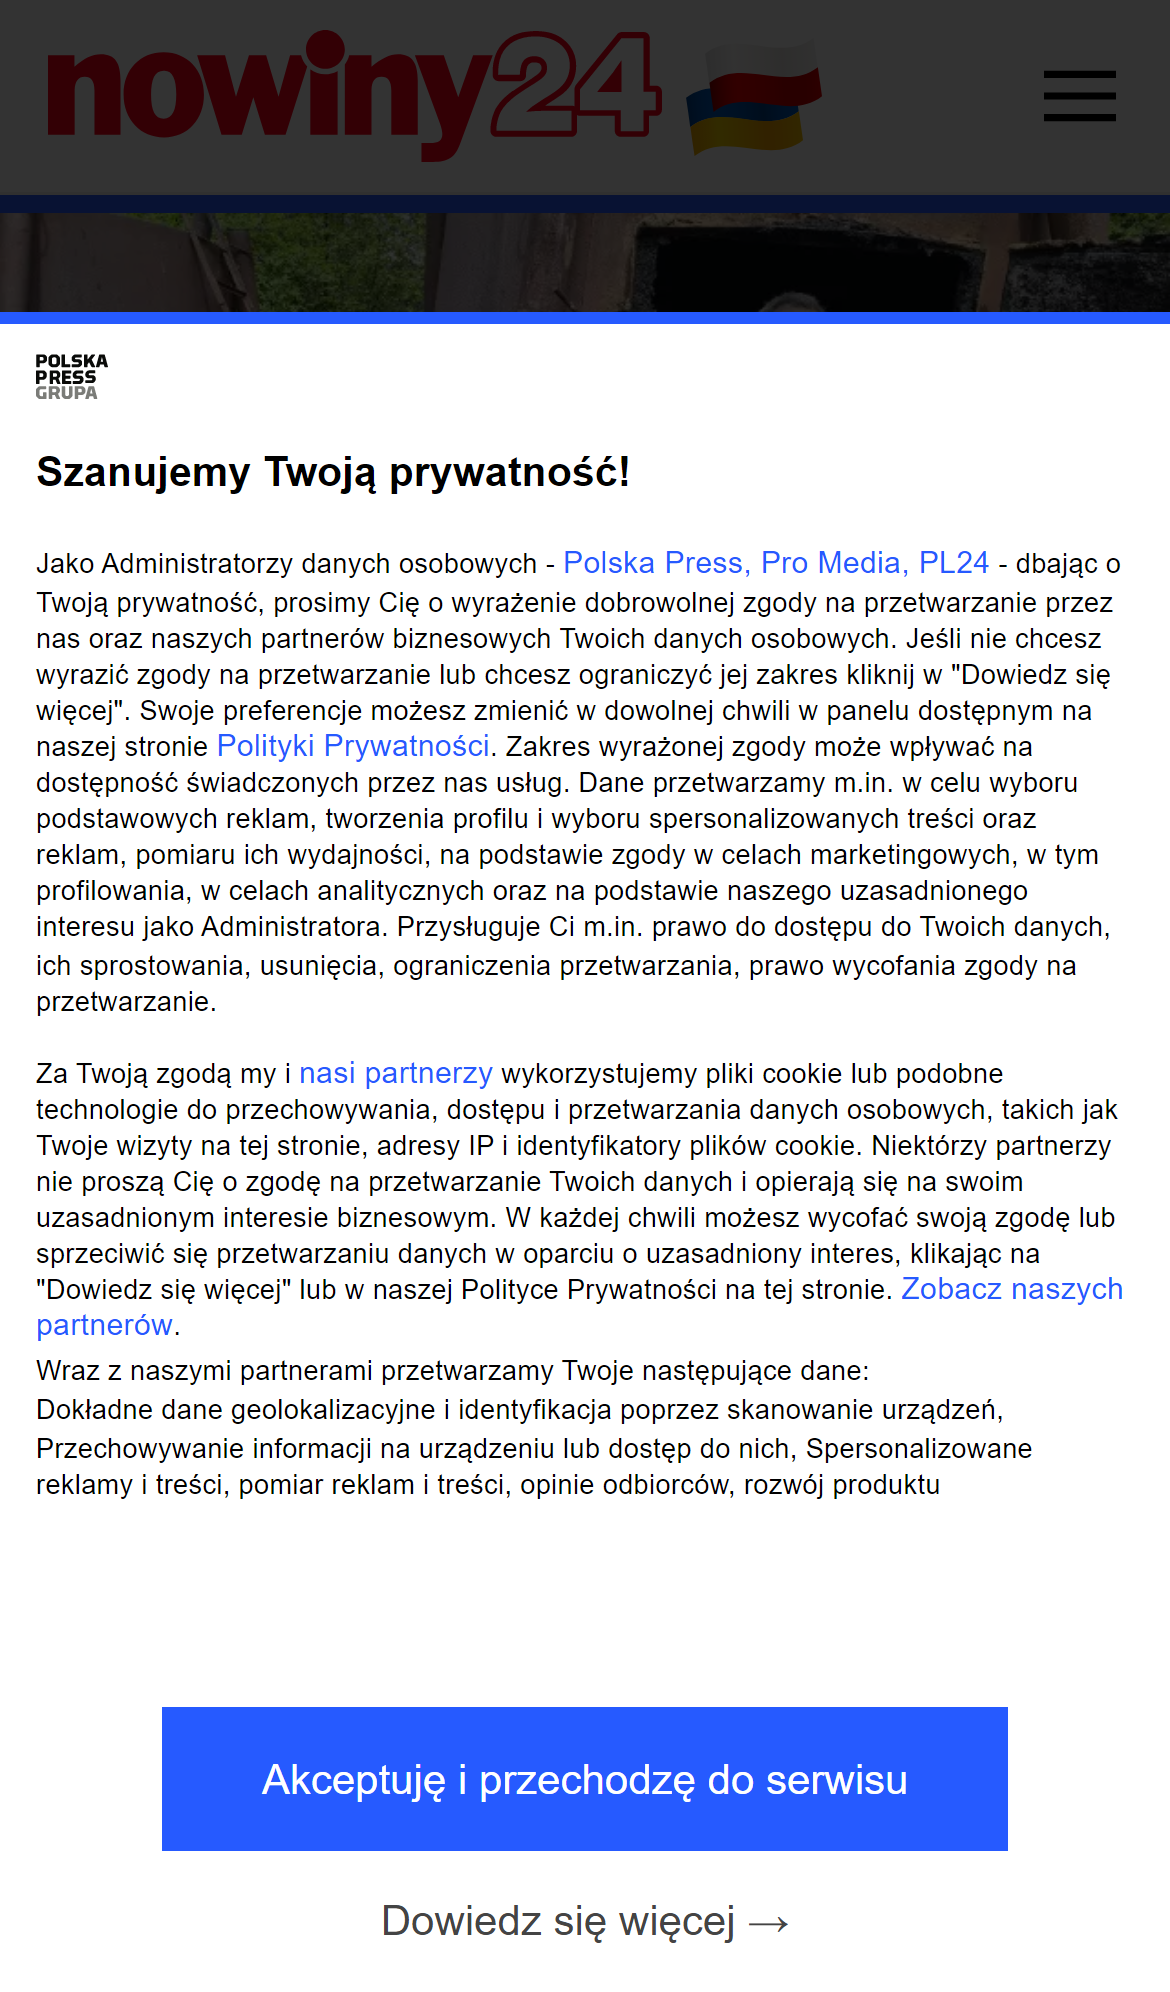 nowiny24
POLSKA
PRESS
GRUPA
Szanujemy Twoją prywatność!
Jako Administratorzy danych osobowych - Polska Press, Pro Media, PL24 - dbając o
Twoją prywatność, prosimy Cię o wyrażenie dobrowolnej zgody na przetwarzanie przez
nas oraz naszych partnerów biznesowych Twoich danych osobowych. Jeśli nie chcesz
wyrazić zgody na przetwarzanie lub chcesz ograniczyć jej zakres kliknij w "Dowiedz się
więcej". Swoje preferencje możesz zmienić w dowolnej chwili w panelu dostępnym na
naszej stronie Polityki Prywatności. Zakres wyrażonej zgody może wpływać na
dostępność świadczonych przez nas usług. Dane przetwarzamy m.in. w celu wyboru
podstawowych reklam, tworzenia profilu i wyboru spersonalizowanych treści oraz
reklam, pomiaru ich wydajności, na podstawie zgody w celach marketingowych, w tym
profilowania, w celach analitycznych oraz na podstawie naszego uzasadnionego
interesu jako Administratora. Przysługuje Ci m.in. prawo do dostępu do Twoich danych,
ich sprostowania, usunięcia, ograniczenia przetwarzania, prawo wycofania zgody na
przetwarzanie.
Za Twoją zgodą my i nasi partnerzy wykorzystujemy pliki cookie lub podobne
technologie do przechowywania, dostępu i przetwarzania danych osobowych, takich jak
Twoje wizyty na tej stronie, adresy IP i identyfikatory plików cookie. Niektórzy partnerzy
nie proszą Cię o zgodę na przetwarzanie Twoich danych i opierają się na swoim
uzasadnionym interesie biznesowym. W każdej chwili możesz wycofać swoją zgodę lub
sprzeciwić się przetwarzaniu danych w oparciu o uzasadniony interes, klikając na
"Dowiedz się więcej" lub w naszej Polityce Prywatności na tej stronie. Zobacz naszych
partnerów.
Wraz z naszymi partnerami przetwarzamy Twoje następujące dane:
Dokładne dane geolokalizacyjne i identyfikacja poprzez skanowanie urządzeń,
Przechowywanie informacji na urządzeniu lub dostęp do nich, Spersonalizowane
reklamy i treści, pomiar reklam i treści, opinie odbiorców, rozwój produktu
Akceptuję i przechodzę do serwisu
Dowiedz się więcej →